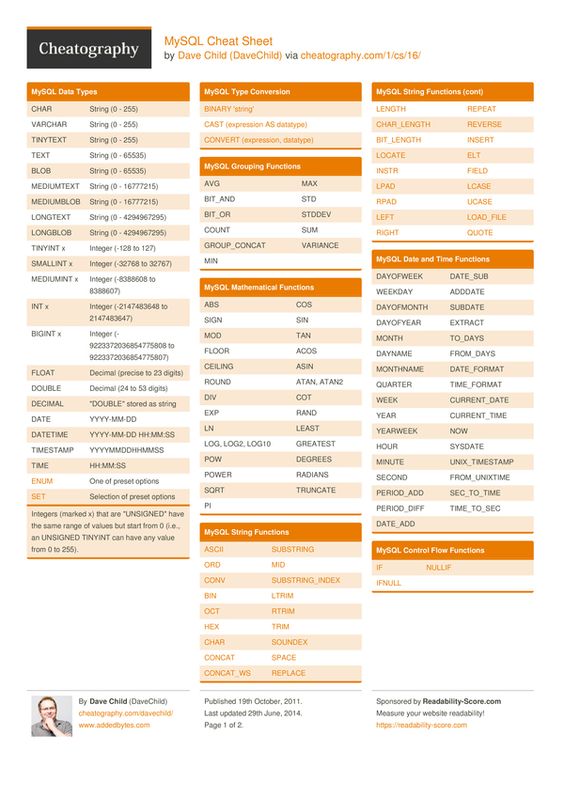 Cheatography
MySQL Cheat Sheet
by Dave Child (DaveChild) via cheatography.com/1/cs/16/
MySQL Data Types
CHAR String (0 - 255)
VARCHAR String (0 - 255)
TINYTEXT String (0 - 255)
TEXT String (0 - 65535)
BLOB String (0 - 65535)
MEDIUMTEXT String (0 - 16777215)
MEDIUMBLOB String (0 - 16777215)
LONGTEXT String (0 - 4294967295)
LONGBLOB String (0 - 4294967295)
TINYINT x Integer (-128 to 127)
SMALLINT x Integer (-32768 to 32767)
MEDIUMINT x Integer (-8388608 to
8388607)
INT x Integer (-2147483648 to
2147483647)
BIGINT x Integer (-
9223372036854775808 to
9223372036854775807)
FLOAT Decimal (precise to 23 digits)
DOUBLE Decimal (24 to 53 digits)
DECIMAL "DOUBLE" stored as string
DATE YYYY-MM-DD
DATETIME YYYY-MM-DD HH:MM:SS
TIMESTAMP YYYYMMDDHHMMSS
TIME HH:MM:SS
ENUM One of preset options
SET Selection of preset options
Integers (marked x) that are "UNSIGNED" have
the same range of values but start from 0 (i.e.,
an UNSIGNED TINYINT can have any value
from 0 to 255).
MySQL Type Conversion
BINARY 'string'
CAST (expression AS datatype)
CONVERT (expression, datatype)
MySQL Grouping Functions
AVG MAX
BIT_AND STD
BIT_OR STDDEV
COUNT SUM
GROUP_CONCAT VARIANCE
MIN
MySQL Mathematical Functions
ABS COS
SIGN SIN
MOD TAN
FLOOR ACOS
CEILING ASIN
ROUND ATAN, ATAN2
DIV COT
EXP RAND
LN LEAST
LOG, LOG2, LOG10 GREATEST
POW DEGREES
POWER RADIANS
SQRT TRUNCATE
PI
MySQL String Functions
ASCII SUBSTRING
ORD MID
CONV SUBSTRING_INDEX
BIN LTRIM
OCT RTRIM
HEX TRIM
CHAR SOUNDEX
CONCAT SPACE
CONCAT_WS REPLACE
MySQL String Functions (cont)
LENGTH REPEAT
CHAR_LENGTH REVERSE
BIT_LENGTH INSERT
LOCATE ELT
INSTR FIELD
LPAD LCASE
RPAD UCASE
LEFT LOAD_FILE
RIGHT QUOTE
MySQL Date and Time Functions
DAYOFWEEK DATE_SUB
WEEKDAY ADDDATE
DAYOFMONTH SUBDATE
DAYOFYEAR EXTRACT
MONTH TO_DAYS
DAYNAME FROM_DAYS
MONTHNAME DATE_FORMAT
QUARTER TIME_FORMAT
WEEK CURRENT_DATE
YEAR CURRENT_TIME
YEARWEEK NOW
HOUR SYSDATE
MINUTE UNIX_TIMESTAMP
SECOND FROM_UNIXTIME
PERIOD_ADD SEC_TO_TIME
PERIOD_DIFF TIME_TO_SEC
DATE_ADD
MySQL Control Flow Functions
IF NULLIF
IFNULL
By Dave Child (DaveChild)
cheatography.com/davechild/
www.addedbytes.com
Published 19th October, 2011.
Last updated 29th June, 2014.
Page 1 of 2.
Sponsored by Readability-Score.com
Measure your website readability!
https://readability-score.com